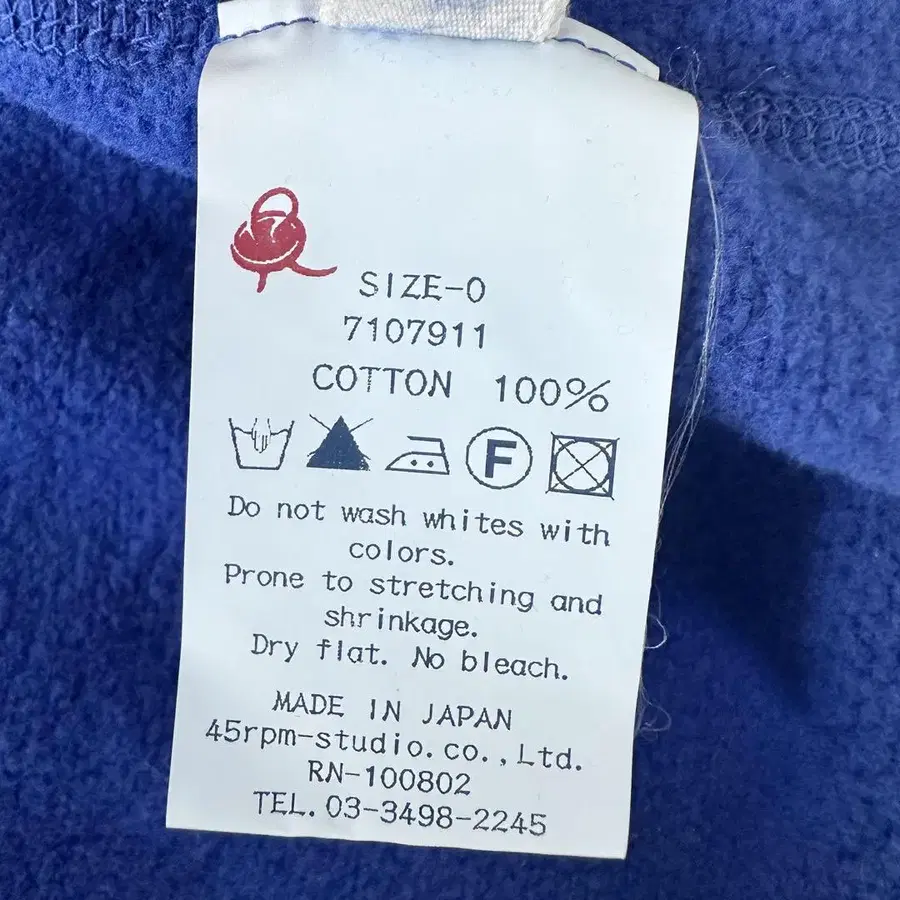 SIZE-0
7107911
COTTON 100%
F
Do not wash whites with
colors.
Prone to stretching and
shrinkage.
Dry flat. No bleach.
MADE IN JAPAN
45rpm-studio.co.,Ltd.
RN-100802
TEL.03-3498-2245